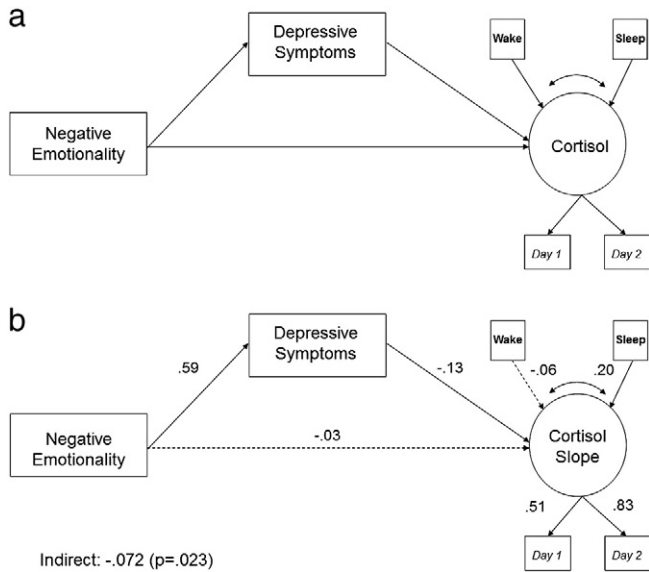 a
Depressive
Symptoms
Wake
Sleep
Negative
Emotionality
Cortisol
Day 1
Day 2
b
Depressive
Symptoms
Wake
Sleep
.59
-.13
-.06
.20
Negative
Emotionality
-.03
Cortisol
Slope
.51
.83
Day 1
Day 2
Indirect: -.072 (p=.023)